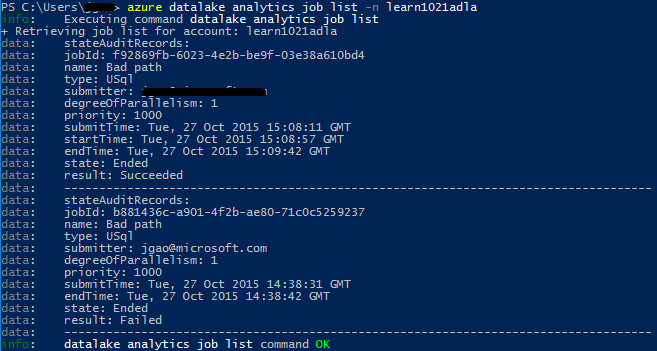 PS C:\Users\> azure datalake analytics job list -n learn1021adla
info:    Executing command datalake analytics job list
+ Retrieving job list for account: learn1021adla
data:    stateAuditRecords:
data:    jobId: f92869fb-6023-4e2b-be9f-03e38a610bd4
data:    name: Bad path
data:    type: USql
data:    submitter:
data:    degreeOfParallelism: 1
data:    priority: 1000
data:    submitTime: Tue, 27 Oct 2015 15:08:11 GMT
data:    startTime: Tue, 27 Oct 2015 15:08:57 GMT
data:    endTime: Tue, 27 Oct 2015 15:09:42 GMT
data:    state: Ended
data:    result: Succeeded
data:    ------------------------------------------------------------------------------------
data:    stateAuditRecords:
data:    jobId: b881436c-a901-4f2b-ae80-71c0c5259237
data:    name: Bad path
data:    type: USql
data:    submitter: jgao@microsoft.com
data:    degreeOfParallelism: 1
data:    priority: 1000
data:    submitTime: Tue, 27 Oct 2015 14:38:31 GMT
data:    endTime: Tue, 27 Oct 2015 14:38:42 GMT
data:    state: Ended
data:    result: Failed
data:    ------------------------------------------------------------------------------------
info:    datalake analytics job list command OK